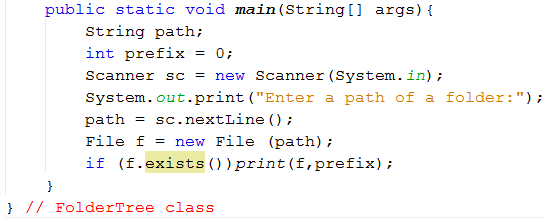 public static void main(String[] args){
String path;
int prefix = 0;
Scanner sc = new Scanner(System.in);
System.out.print("Enter a path of a folder:");
path = sc.nextLine();
File f = new File (path);
if (f.exists())print(f,prefix);
}
} // FolderTree class